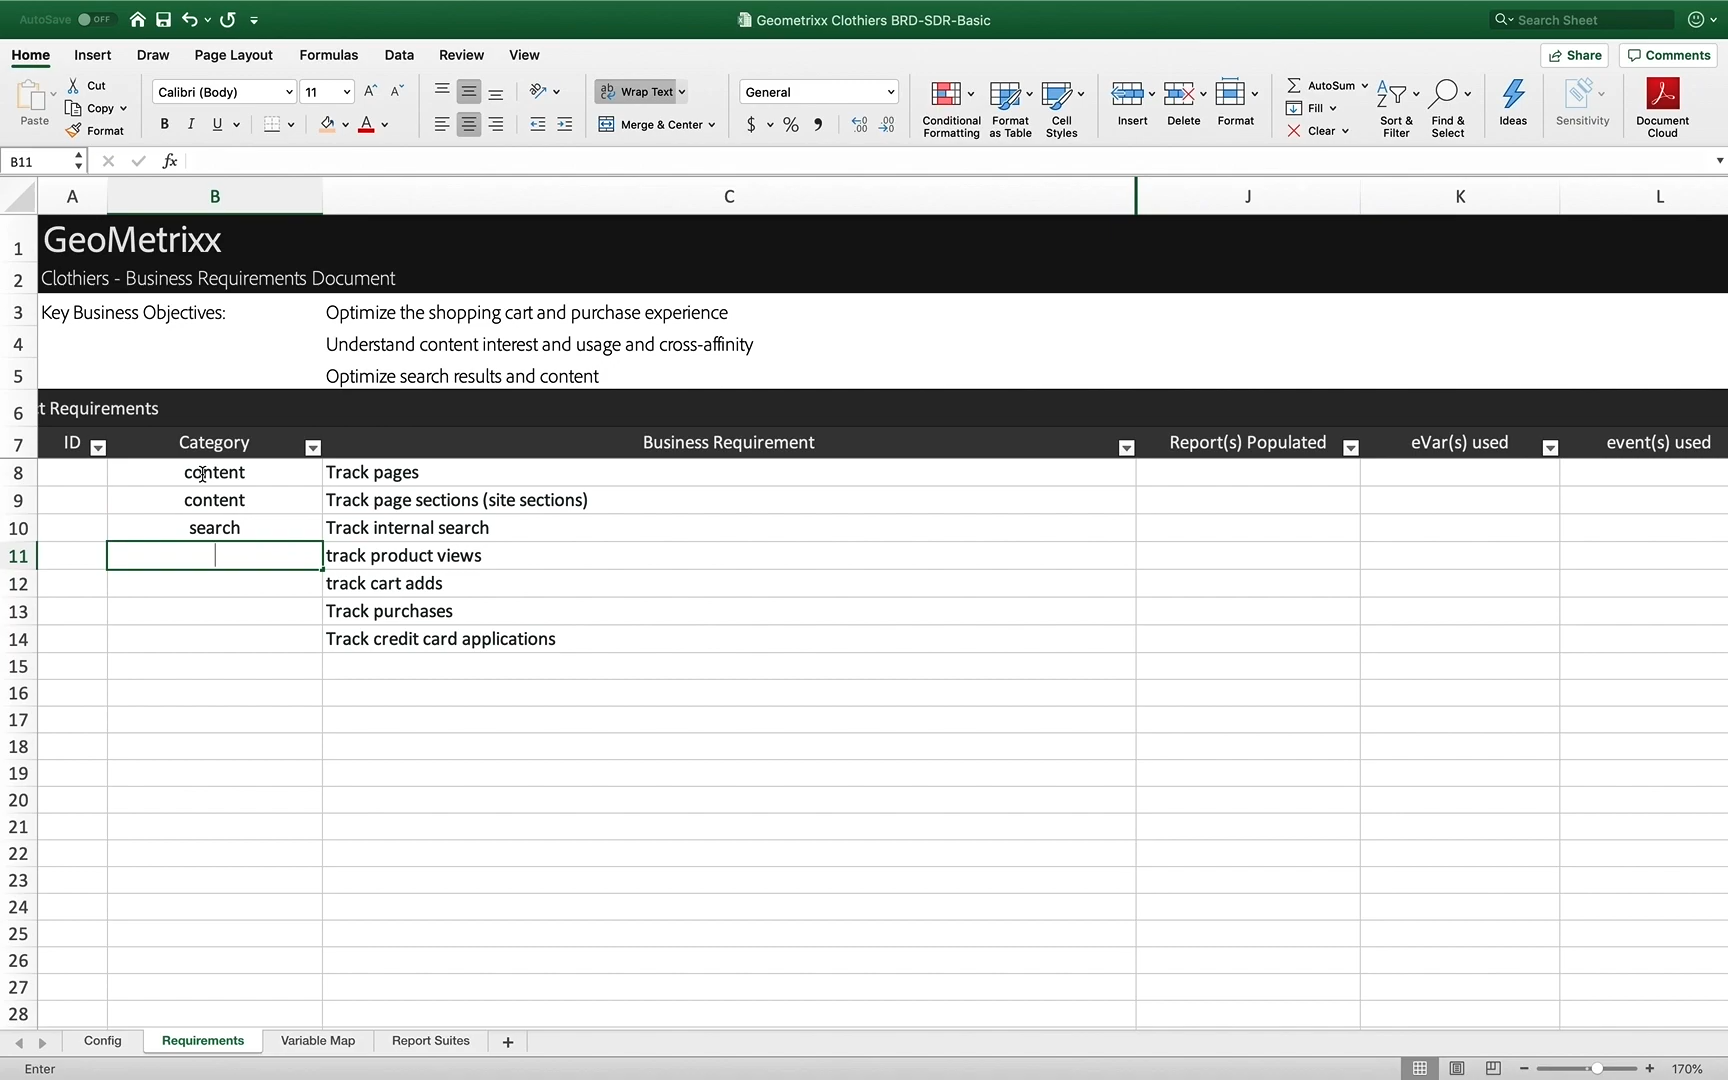 AutoSave OFF
Geometrixx Clothiers BRD-SDR-Basic
Search Sheet
Home Insert Draw Page Layout Formulas Data Review View
Share Comments
Paste
Cut
Copy
Format
Calibri (Body) 11
B I U
Wrap Text
Merge & Center
General
Conditional Formatting
Format as Table
Cell Styles
Insert
Delete
Format
AutoSum
Fill
Clear
Sort & Filter
Find & Select
Ideas
Sensitivity
Document Cloud
B11 fx
A B C J K L
1 GeoMetrixx
2 Clothiers - Business Requirements Document
3 Key Business Objectives: Optimize the shopping cart and purchase experience
4 Understand content interest and usage and cross-affinity
5 Optimize search results and content
6 t Requirements
7 ID Category Business Requirement Report(s) Populated eVar(s) used event(s) used
8 content Track pages
9 content Track page sections (site sections)
10 search Track internal search
11 track product views
12 track cart adds
13 Track purchases
14 Track credit card applications
15
16
17
18
19
20
21
22
23
24
25
26
27
28
Config Requirements Variable Map Report Suites +
Enter 170%